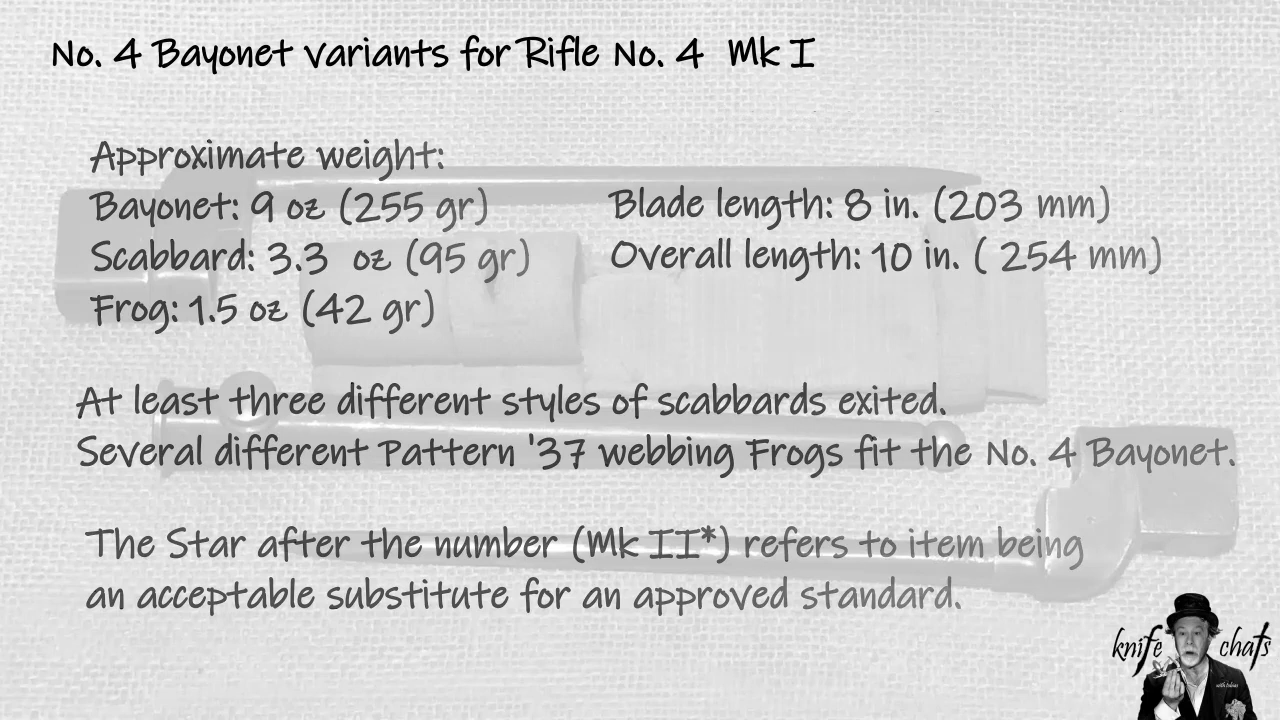 No. 4 Bayonet variants for Rifle No. 4 Mk I
Approximate weight:
Bayonet: 9 oz (255 gr)
Scabbard: 3.3 oz (95 gr)
Frog: 1.5 oz (42 gr)
Blade length: 8 in. (203 mm)
Overall length: 10 in. ( 254 mm)
At least three different styles of scabbards exited.
Several different Pattern '37 webbing Frogs fit the No. 4 Bayonet.
The Star after the number (Mk II*) refers to item being
an acceptable substitute for an approved standard.
knife chats
with tobias